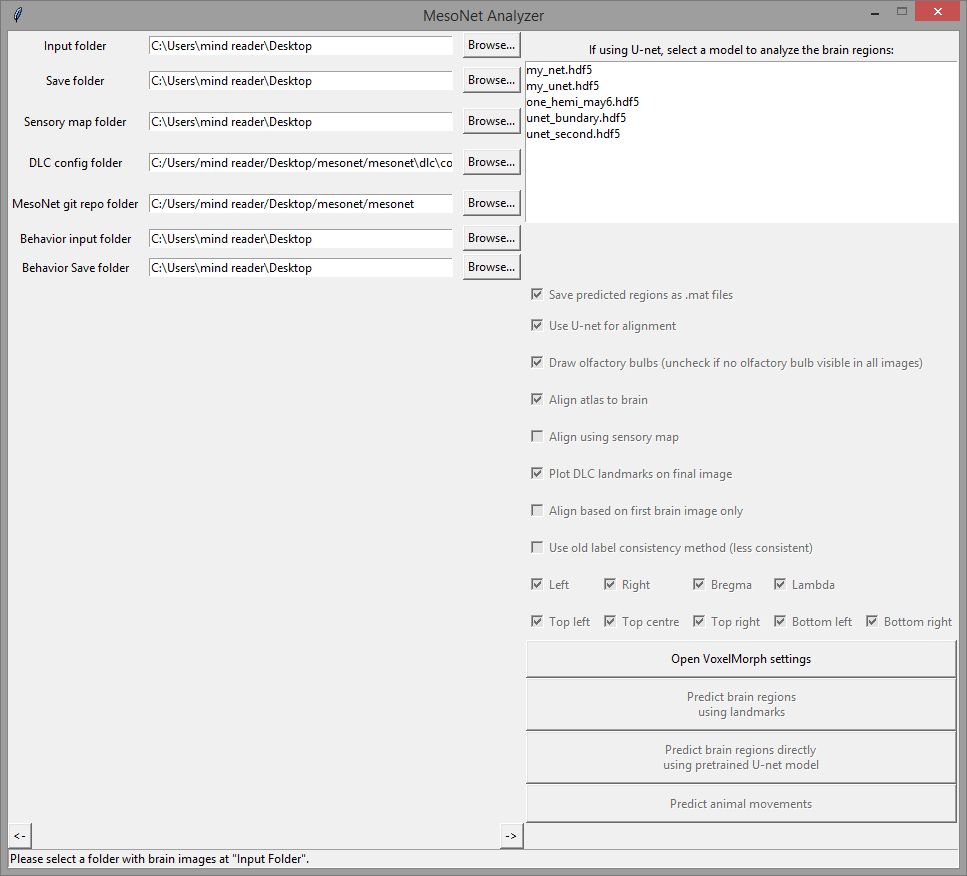 MesoNet Analyzer
Input folder C:\Users\mind reader\Desktop Browse...
Save folder C:\Users\mind reader\Desktop Browse...
Sensory map folder C:\Users\mind reader\Desktop Browse...
DLC config folder C:/Users/mind reader/Desktop/mesonet/mesonet\dlc\co Browse...
MesoNet git repo folder C:/Users/mind reader/Desktop/mesonet/mesonet Browse...
Behavior input folder C:\Users\mind reader\Desktop Browse...
Behavior Save folder C:\Users\mind reader\Desktop Browse...
If using U-net, select a model to analyze the brain regions:
my_net.hdf5
my_unet.hdf5
one_hemi_may6.hdf5
unet_bundary.hdf5
unet_second.hdf5
Save predicted regions as .mat files
Use U-net for alignment
Draw olfactory bulbs (uncheck if no olfactory bulb visible in all images)
Align atlas to brain
Align using sensory map
Plot DLC landmarks on final image
Align based on first brain image only
Use old label consistency method (less consistent)
Left Right Bregma Lambda
Top left Top centre Top right Bottom left Bottom right
Open VoxelMorph settings
Predict brain regions
using landmarks
Predict brain regions directly
using pretrained U-net model
Predict animal movements
<- ->
Please select a folder with brain images at "Input Folder".